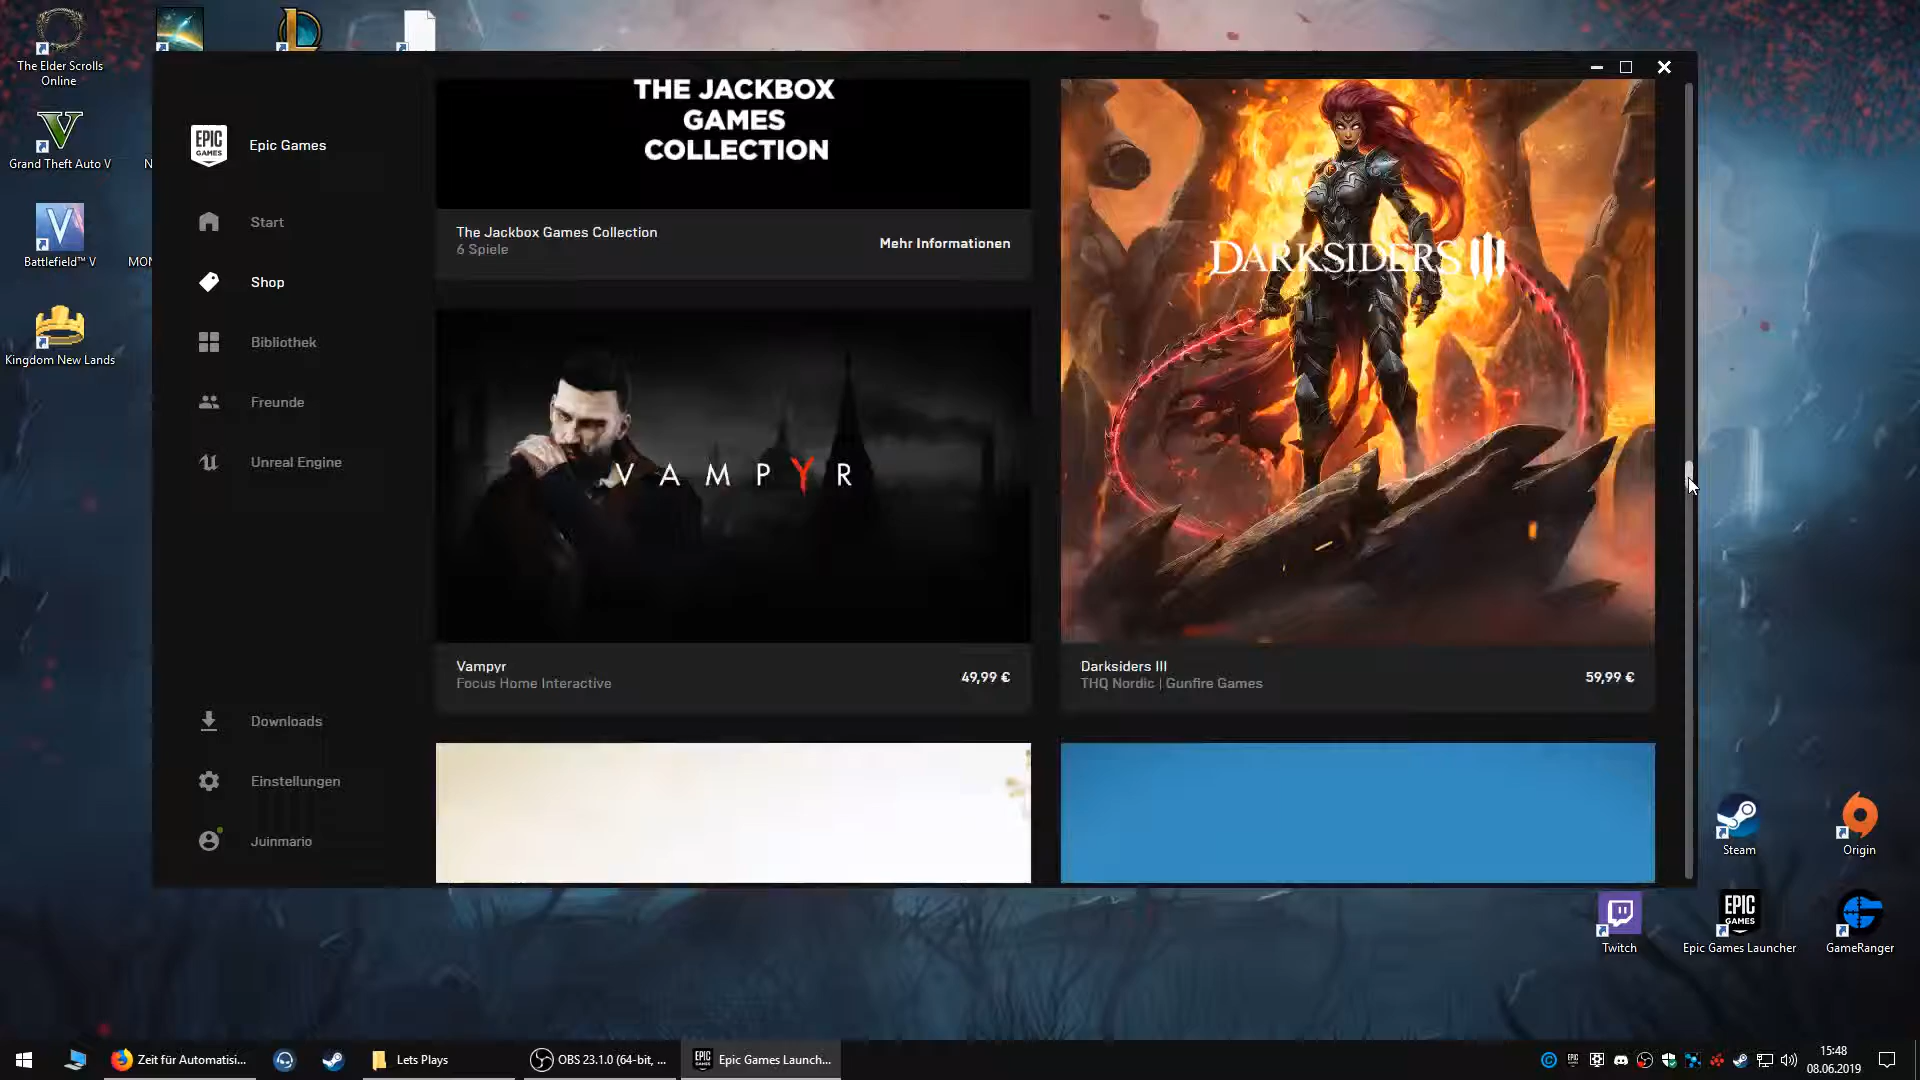 The Elder Scrolls
Online
Grand Theft Auto V
N
Battlefield™ V
MON
Kingdom New Lands
EPIC
GAMES
Epic Games
Start
Shop
Bibliothek
Freunde
Unreal Engine
Downloads
Einstellungen
Juinmario
THE JACKBOX
GAMES
COLLECTION
The Jackbox Games Collection
6 Spiele
Mehr Informationen
DARKSIDERS III
VAMPYR
Vampyr
Focus Home Interactive
49,99 €
Darksiders III
THQ Nordic | Gunfire Games
59,99 €
Steam
Origin
Twitch
EPIC
GAMES
Epic Games Launcher
GameRanger
Zeit für Automatisi...
Lets Plays
OBS 23.1.0 (64-bit, ...
Epic Games Launch...
15:48
08.06.2019